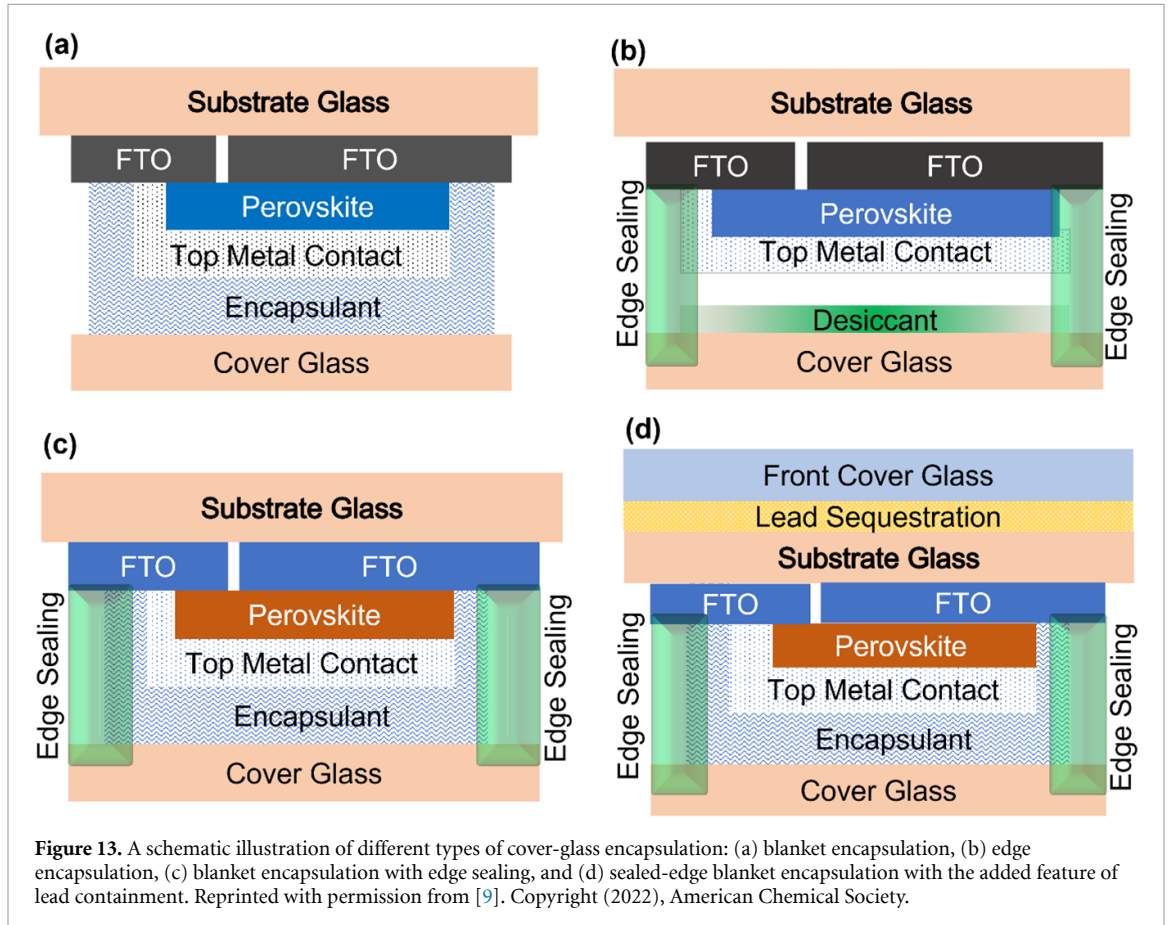 (a)
Substrate Glass
FTO
FTO
Perovskite
Top Metal Contact
Encapsulant
Cover Glass
(b)
Substrate Glass
FTO
FTO
Edge Sealing
Perovskite
Top Metal Contact
Edge Sealing
Desiccant
Cover Glass
(c)
Substrate Glass
FTO
FTO
Edge Sealing
Perovskite
Top Metal Contact
Edge Sealing
Encapsulant
Cover Glass
(d)
Front Cover Glass
Lead Sequestration
Substrate Glass
FTO
FTO
Edge Sealing
Perovskite
Top Metal Contact
Edge Sealing
Encapsulant
Cover Glass
Figure 13. A schematic illustration of different types of cover-glass encapsulation: (a) blanket encapsulation, (b) edge
encapsulation, (c) blanket encapsulation with edge sealing, and (d) sealed-edge blanket encapsulation with the added feature of
lead containment. Reprinted with permission from [9]. Copyright (2022), American Chemical Society.